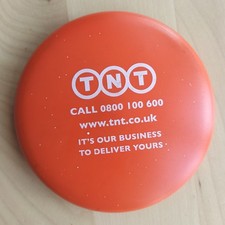 TNT
CALL 0800 100 600
www.tnt.co.uk
IT'S OUR BUSINESS
TO DELIVER YOURS